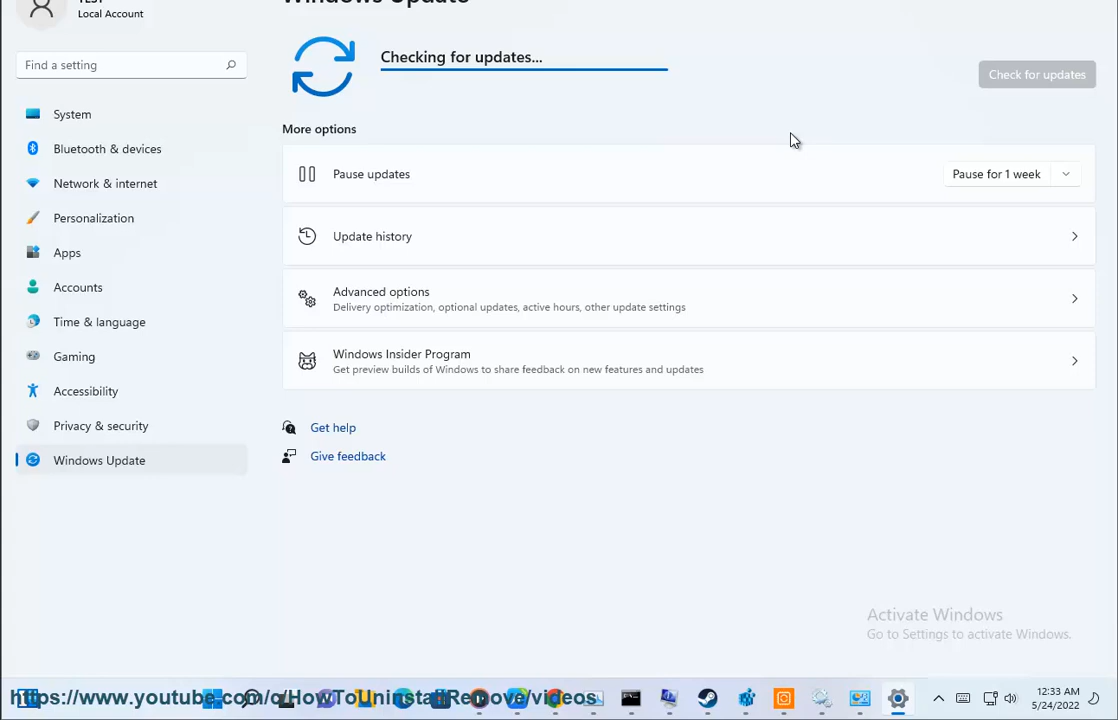 TEST
Local Account
Windows Update
Find a setting
Checking for updates...
Check for updates
System
Bluetooth & devices
Network & internet
Personalization
Apps
Accounts
Time & language
Gaming
Accessibility
Privacy & security
Windows Update
More options
Pause updates
Pause for 1 week
Update history
Advanced options
Delivery optimization, optional updates, active hours, other update settings
Windows Insider Program
Get preview builds of Windows to share feedback on new features and updates
Get help
Give feedback
Activate Windows
Go to Settings to activate Windows.
https://www.youtube.com/c/HowToUninstallRemove/videos
12:33 AM
5/24/2022